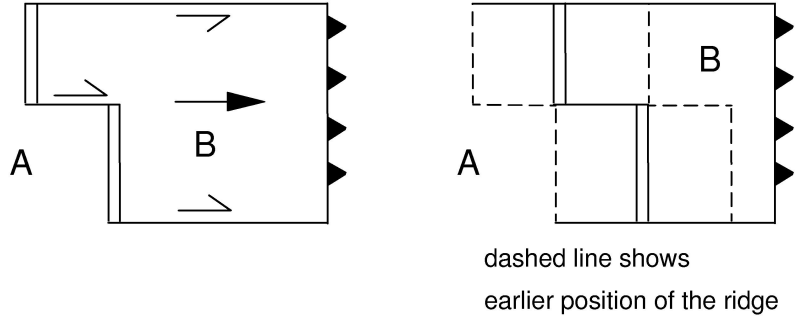 B
B
A
A
dashed line shows
earlier position of the ridge